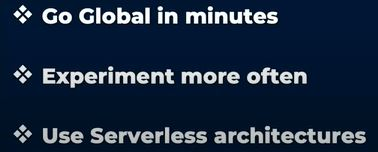 ❖ Go Global in minutes
❖ Experiment more often
❖ Use Serverless architectures